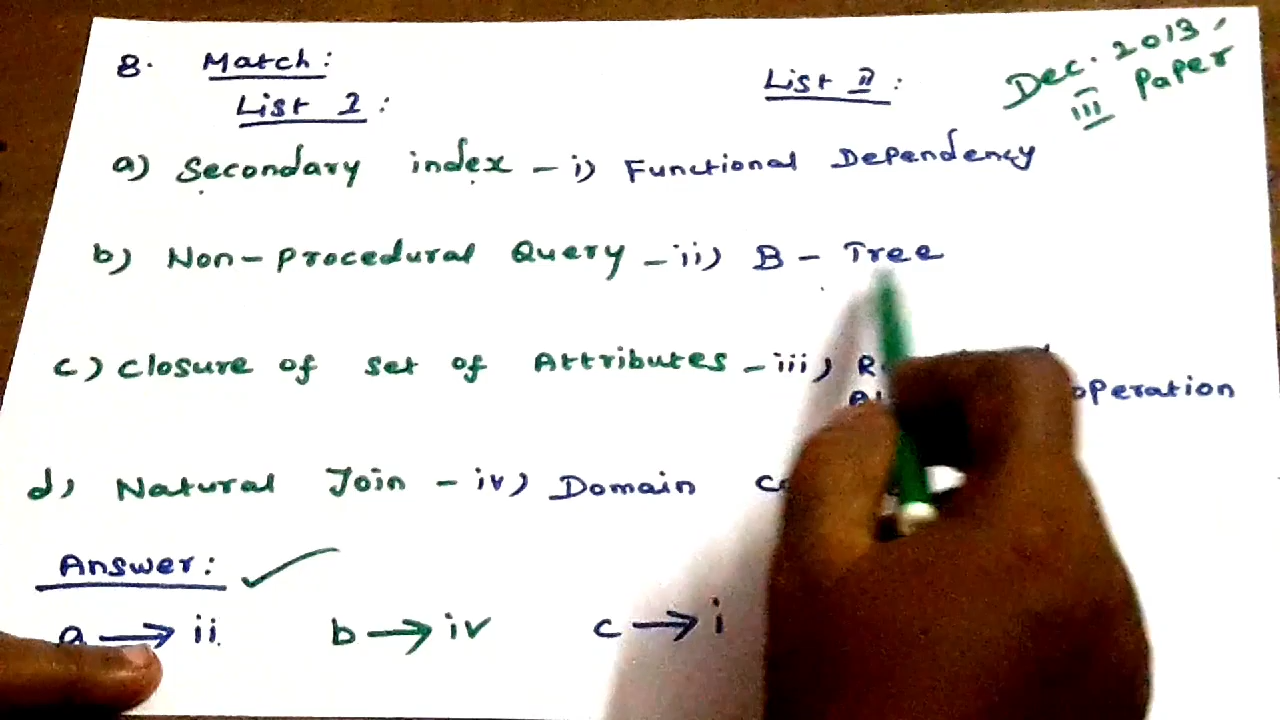 8. Match:
List I:
List II:
Dec. 2013,
III Paper
a) Secondary index - i) Functional Dependency
b) Non-Procedural Query - ii) B - Tree
c) Closure of set of Attributes - iii)
operation
d) Natural Join - iv) Domain
Answer: ✓
a → ii b → iv c → i